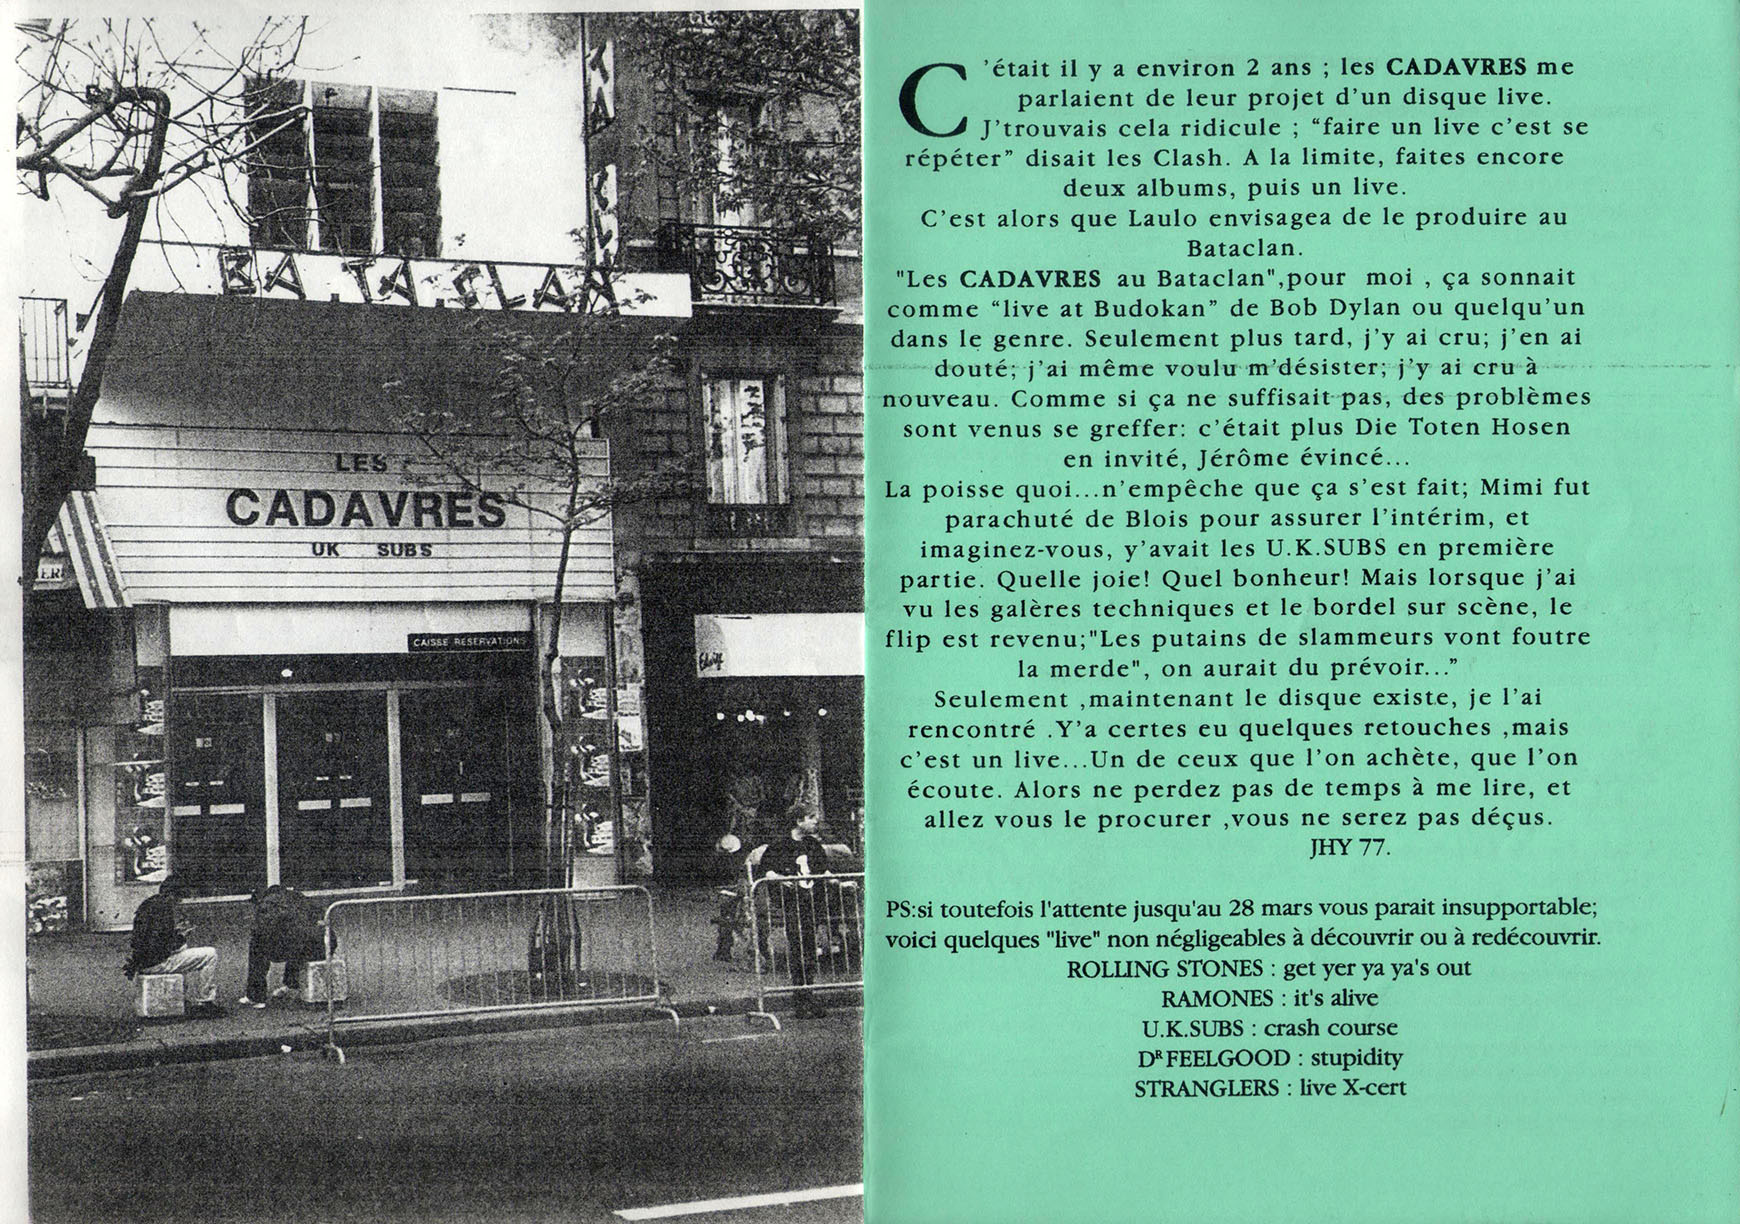 BA.TA.CLAN
LES
CADAVRES
UK SUBS
CAISSE RESERVATIONS
C'était il y a environ 2 ans ; les CADAVRES me
parlaient de leur projet d'un disque live.
J'trouvais cela ridicule ; “faire un live c'est se
répéter” disait les Clash. A la limite, faites encore
deux albums, puis un live.
C'est alors que Laulo envisagea de le produire au
Bataclan.
"Les CADAVRES au Bataclan",pour moi , ça sonnait
comme “live at Budokan” de Bob Dylan ou quelqu'un
dans le genre. Seulement plus tard, j'y ai cru; j'en ai
douté; j'ai même voulu m'désister; j'y ai cru à
nouveau. Comme si ça ne suffisait pas, des problèmes
sont venus se greffer: c'était plus Die Toten Hosen
en invité, Jérôme évincé...
La poisse quoi...n'empêche que ça s'est fait; Mimi fut
parachuté de Blois pour assurer l'intérim, et
imaginez-vous, y'avait les U.K.SUBS en première
partie. Quelle joie! Quel bonheur! Mais lorsque j'ai
vu les galères techniques et le bordel sur scène, le
flip est revenu;"Les putains de slammeurs vont foutre
la merde", on aurait du prévoir...”
Seulement ,maintenant le disque existe, je l'ai
rencontré .Y'a certes eu quelques retouches ,mais
c'est un live...Un de ceux que l'on achète, que l'on
écoute. Alors ne perdez pas de temps à me lire, et
allez vous le procurer ,vous ne serez pas déçus.
JHY 77.
PS:si toutefois l'attente jusqu'au 28 mars vous parait insupportable;
voici quelques "live" non négligeables à découvrir ou à redécouvrir.
ROLLING STONES : get yer ya ya's out
RAMONES : it's alive
U.K.SUBS : crash course
DR FEELGOOD : stupidity
STRANGLERS : live X-cert